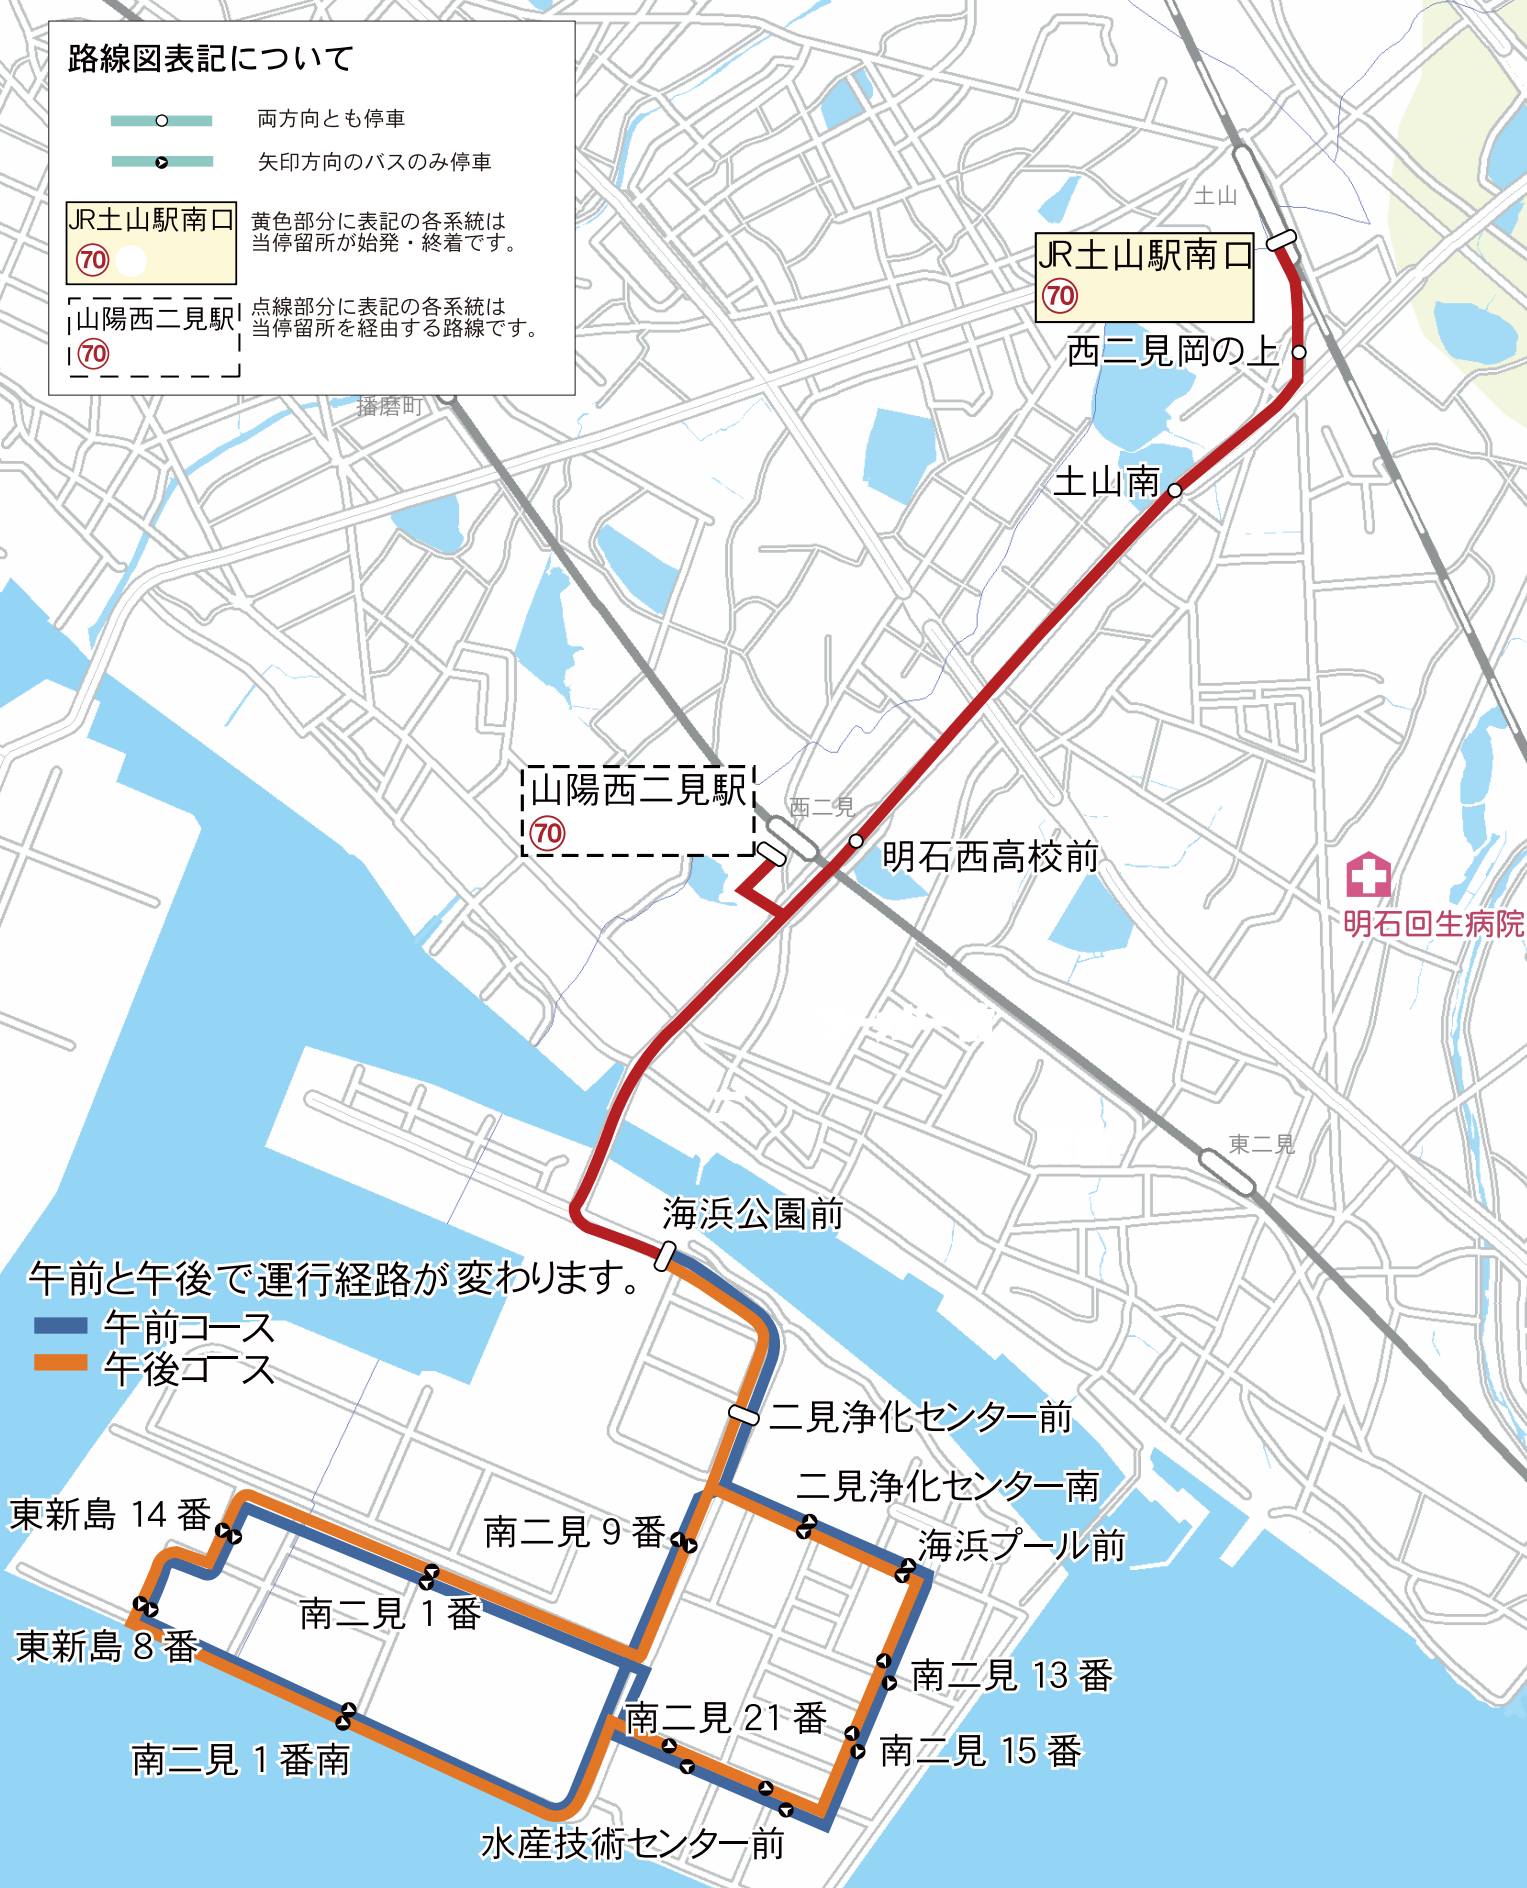 路線図表記について
両方向とも停車
矢印方向のバスのみ停車
JR土山駅南口
70
黄色部分に表記の各系統は
当停留所が始発・終着です。
山陽西二見駅
70
点線部分に表記の各系統は
当停留所を経由する路線です。
播磨町
土山
JR土山駅南口
70
西二見岡の上
土山南
山陽西二見駅
70
西二見
明石西高校前
明石回生病院
東二見
海浜公園前
午前と午後で運行経路が変わります。
午前コース
午後コース
二見浄化センター前
二見浄化センター南
海浜プール前
東新島 14 番
南二見 9 番
南二見 1 番
東新島 8 番
南二見 13 番
南二見 21 番
南二見 15 番
南二見 1 番南
水産技術センター前